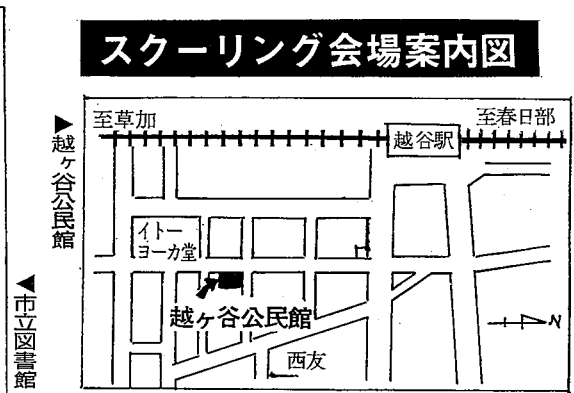 スクーリング会場案内図
▶越ヶ谷公民館
◀市立図書館
至草加
越谷駅
至春日部
イトー
ヨーカ堂
越ヶ谷公民館
西友
N